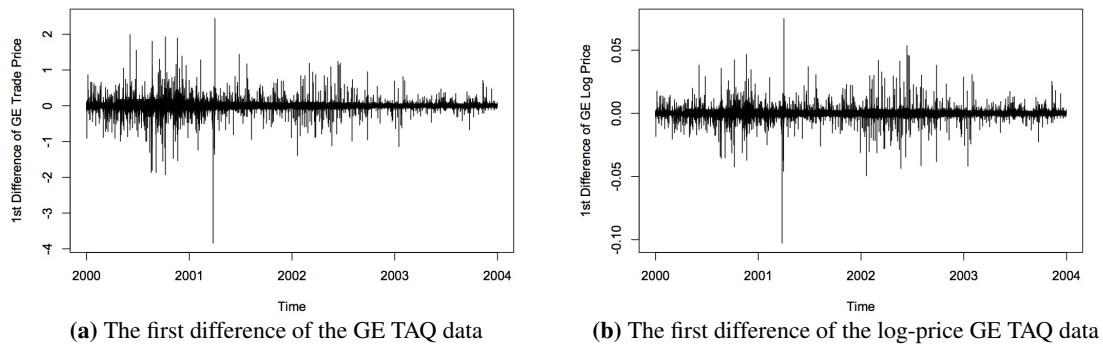 1st Difference of GE Trade Price
2
1
0
-1
-2
-3
-4
2000 2001 2002 2003 2004
Time
(a) The first difference of the GE TAQ data
1st Difference of GE Log Price
0.05
0.00
-0.05
-0.10
2000 2001 2002 2003 2004
Time
(b) The first difference of the log-price GE TAQ data